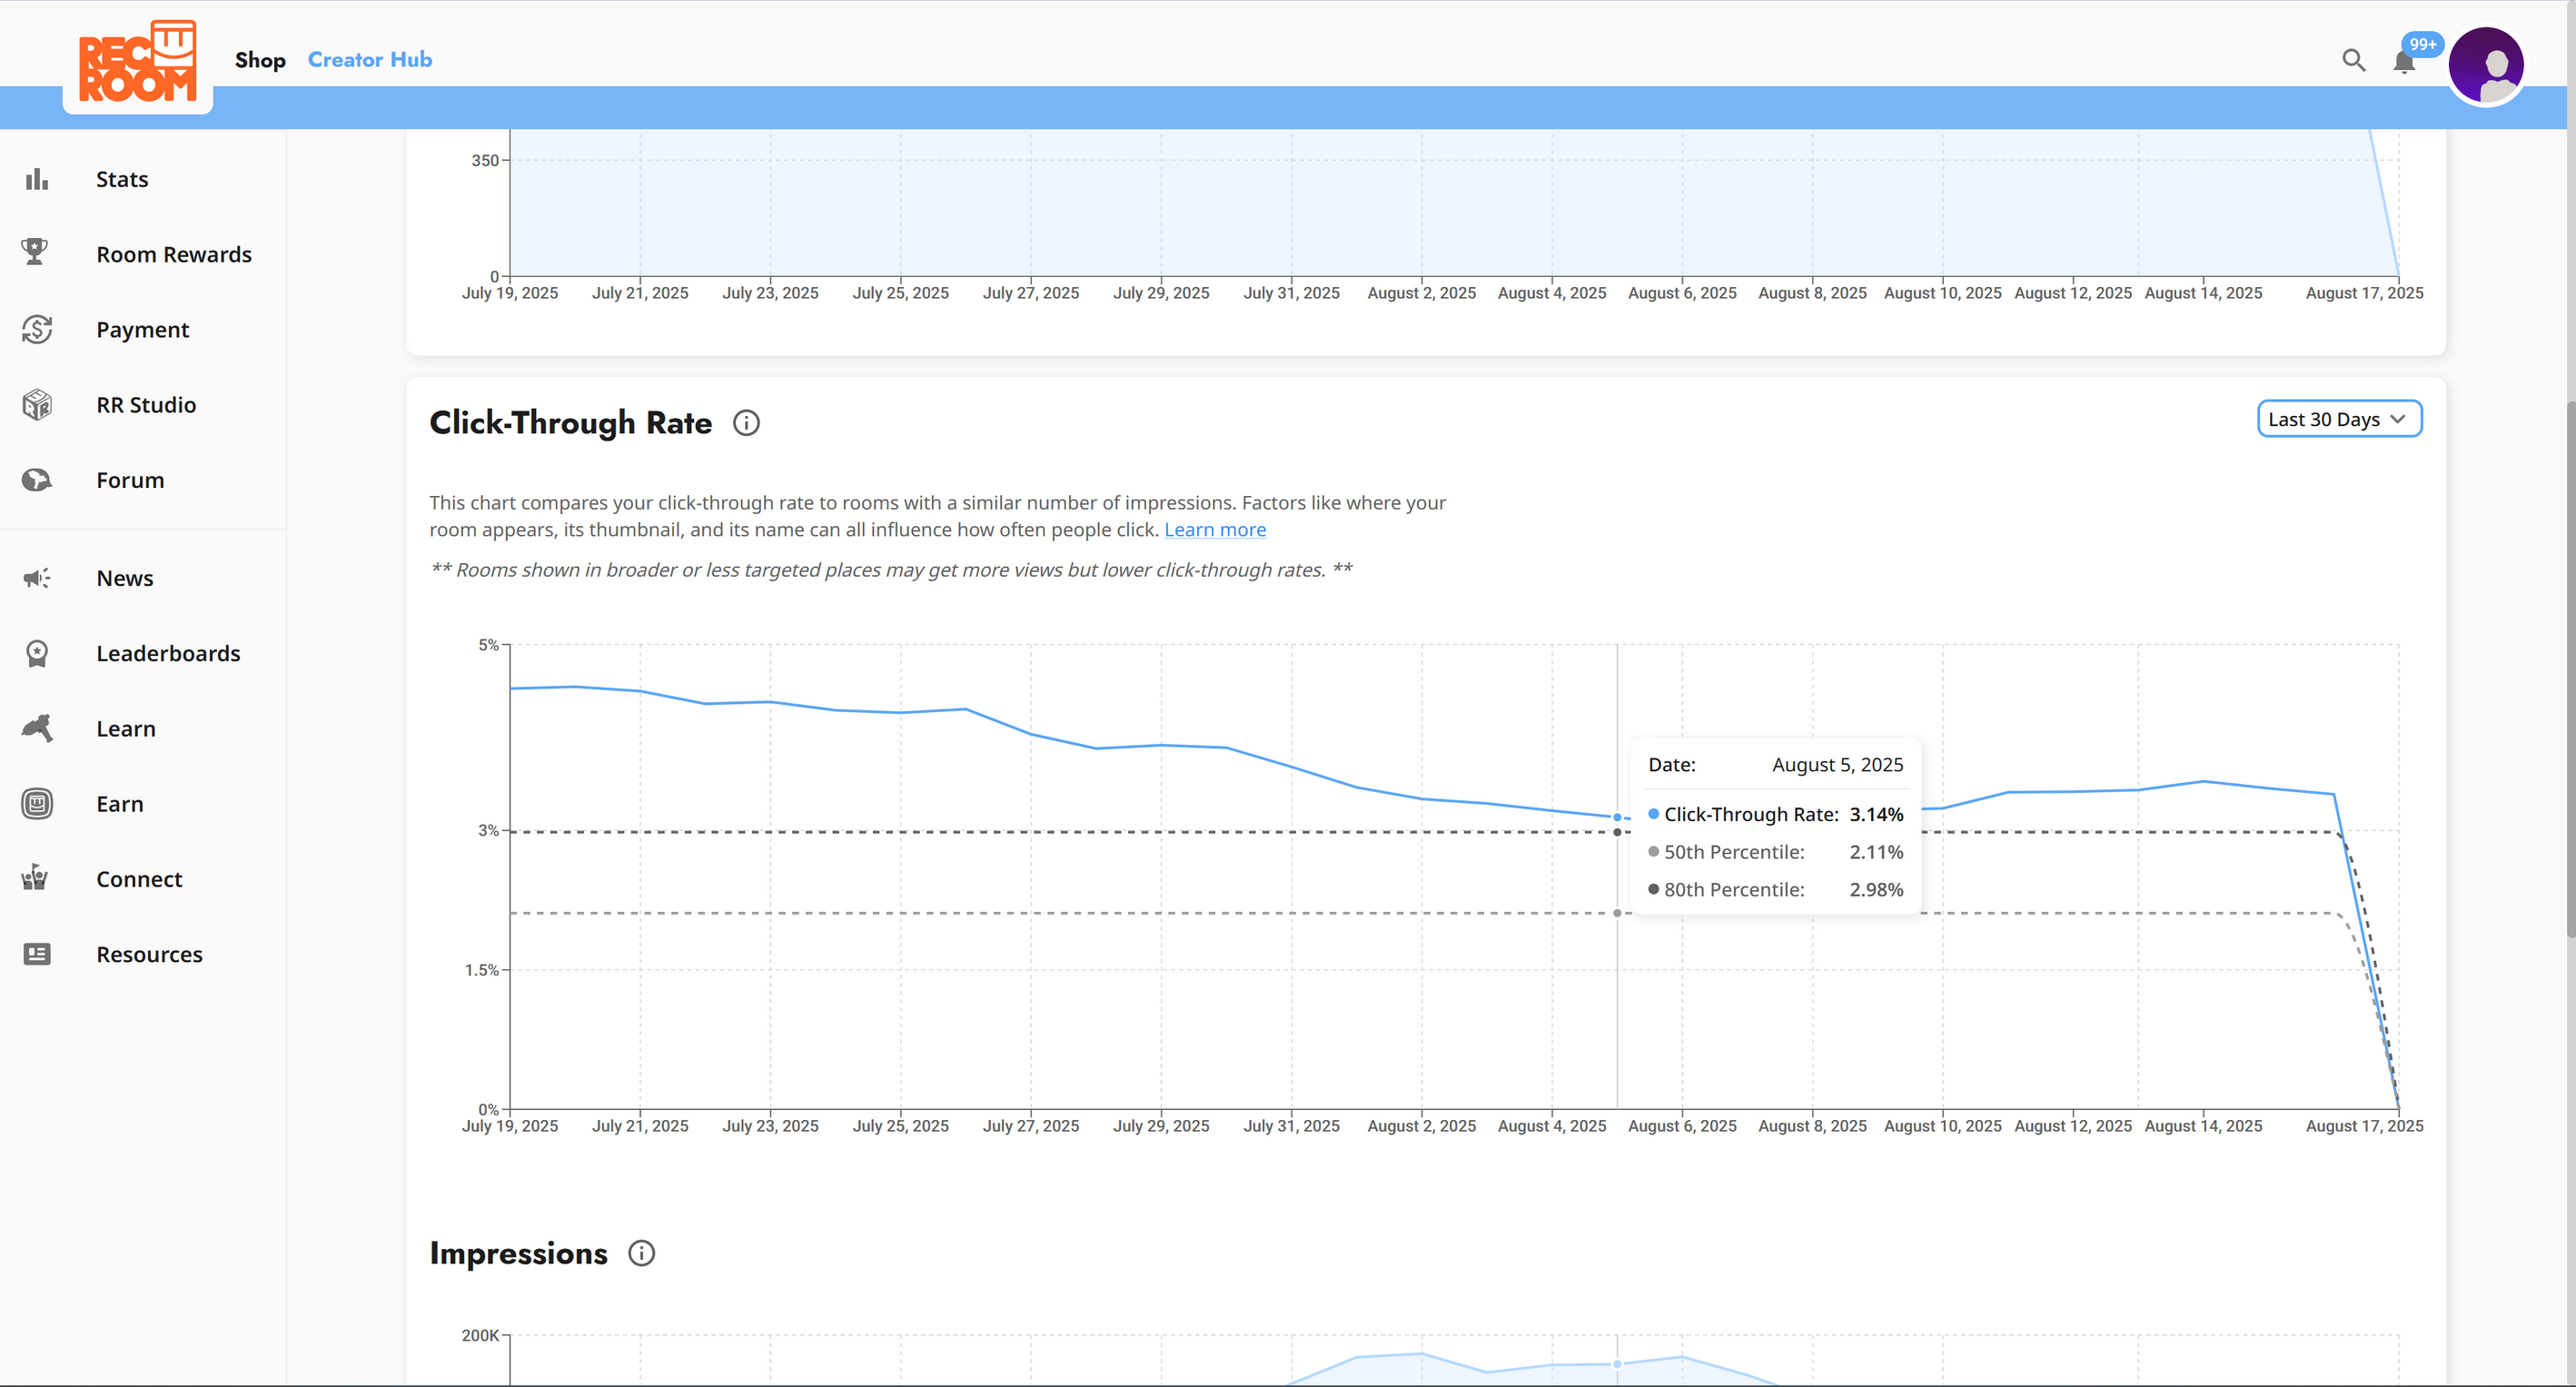 REC ROOM
Shop
Creator Hub
99+
Stats
Room Rewards
Payment
RR Studio
Forum
News
Leaderboards
Learn
Earn
Connect
Resources
350
0
July 19, 2025 July 21, 2025 July 23, 2025 July 25, 2025 July 27, 2025 July 29, 2025 July 31, 2025 August 2, 2025 August 4, 2025 August 6, 2025 August 8, 2025 August 10, 2025 August 12, 2025 August 14, 2025 August 17, 2025
Click-Through Rate
Last 30 Days
This chart compares your click-through rate to rooms with a similar number of impressions. Factors like where your
room appears, its thumbnail, and its name can all influence how often people click. Learn more
** Rooms shown in broader or less targeted places may get more views but lower click-through rates. **
5%
3%
1.5%
0%
Date: August 5, 2025
Click-Through Rate: 3.14%
50th Percentile: 2.11%
80th Percentile: 2.98%
July 19, 2025 July 21, 2025 July 23, 2025 July 25, 2025 July 27, 2025 July 29, 2025 July 31, 2025 August 2, 2025 August 4, 2025 August 6, 2025 August 8, 2025 August 10, 2025 August 12, 2025 August 14, 2025 August 17, 2025
Impressions
200K